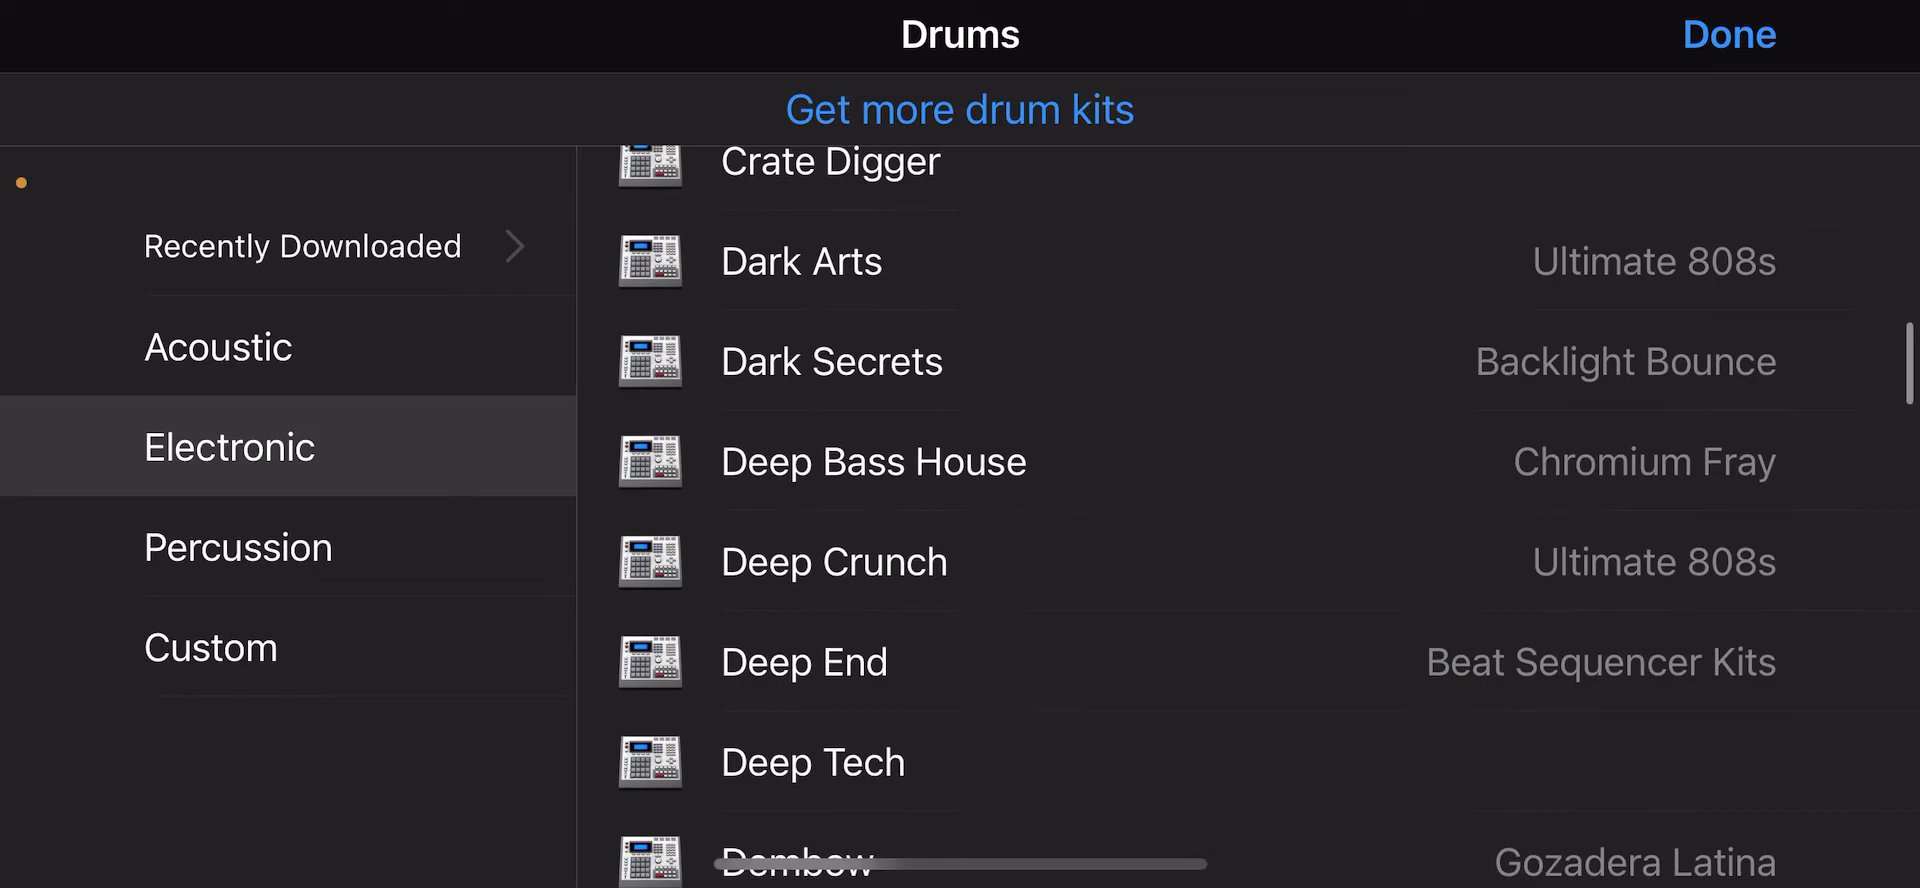 Drums
Done
Get more drum kits
Recently Downloaded
Acoustic
Electronic
Percussion
Custom
Crate Digger
Dark Arts
Ultimate 808s
Dark Secrets
Backlight Bounce
Deep Bass House
Chromium Fray
Deep Crunch
Ultimate 808s
Deep End
Beat Sequencer Kits
Deep Tech
Dembow
Gozadera Latina